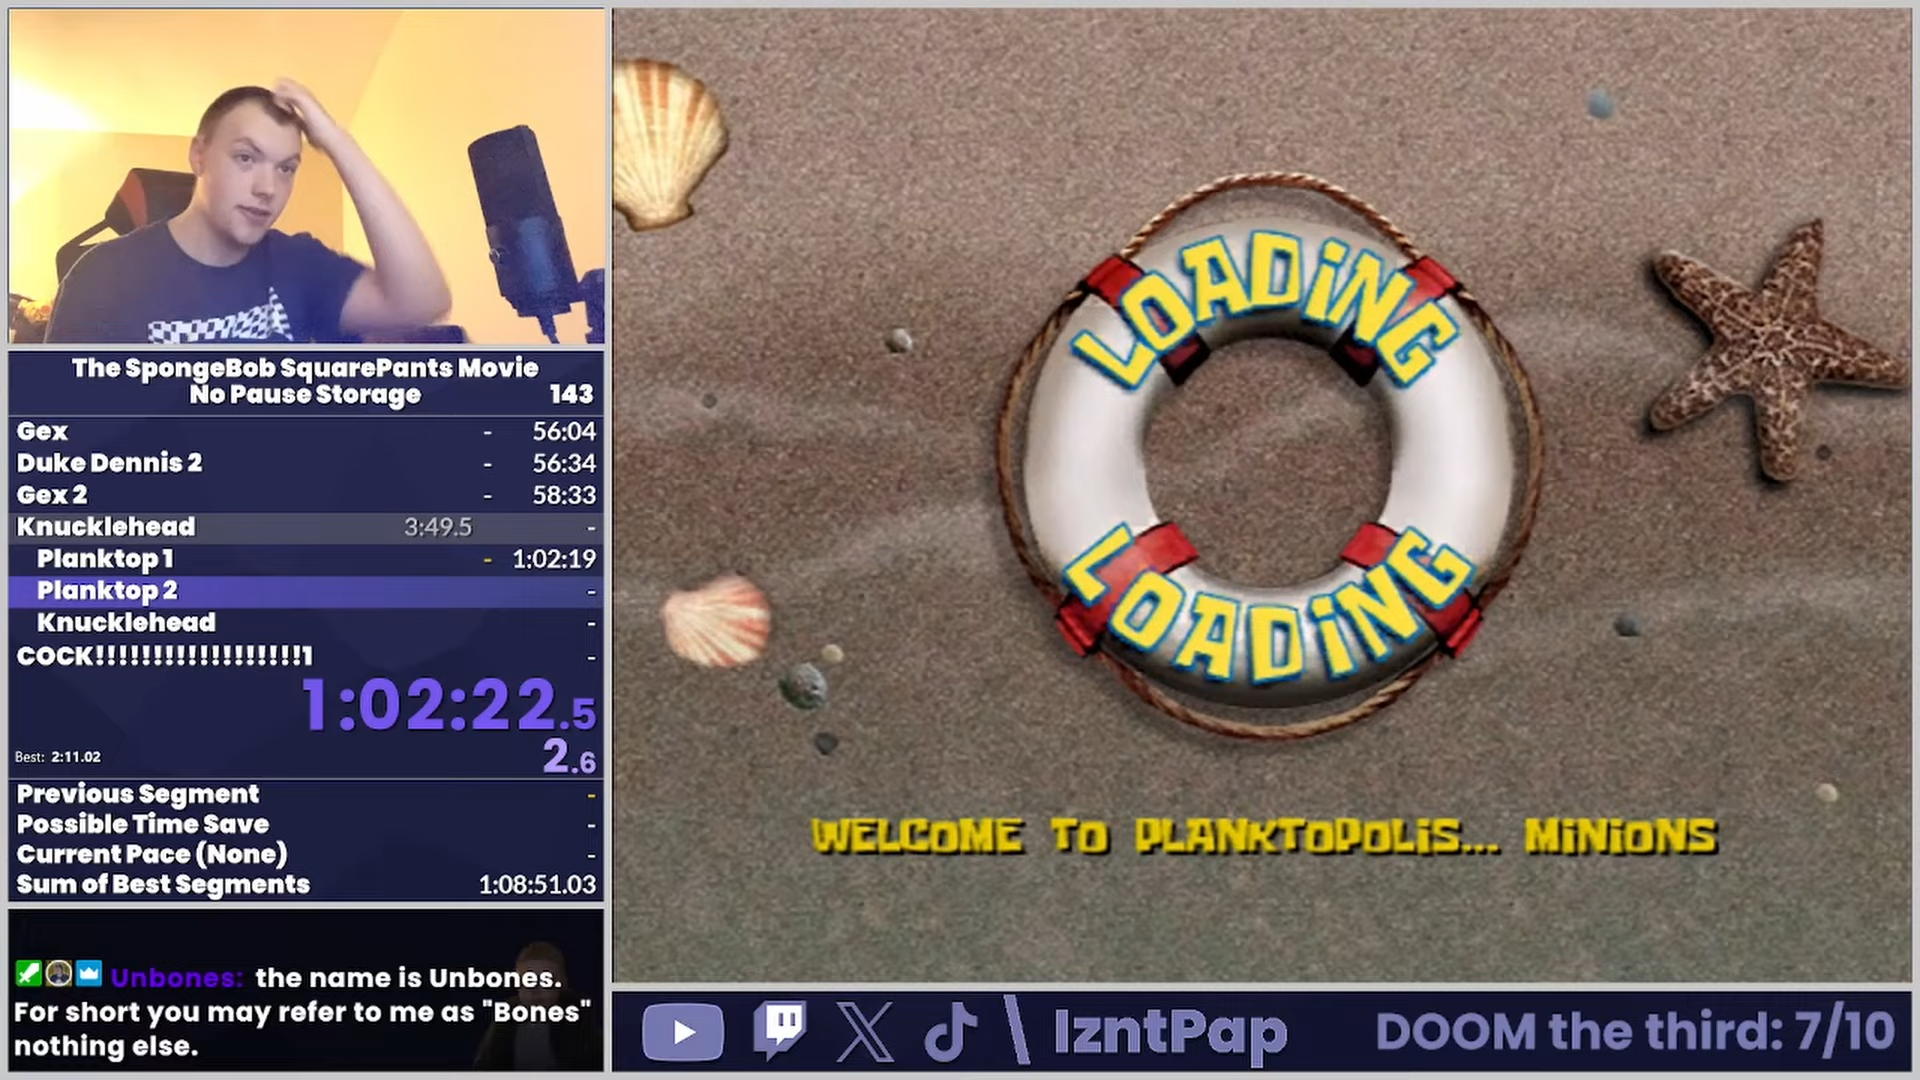 The SpongeBob SquarePants Movie
No Pause Storage 143
Gex - 56:04
Duke Dennis 2 - 56:34
Gex 2 - 58:33
Knucklehead 3:49.5 -
Planktop 1 - 1:02:19
Planktop 2 -
Knucklehead -
COCK!!!!!!!!!!!!!!!!!!1 -
1:02:22.5
Best: 2:11.02 2.6
Previous Segment -
Possible Time Save -
Current Pace (None) -
Sum of Best Segments 1:08:51.03
Unbones: the name is Unbones.
For short you may refer to me as "Bones"
nothing else.
LOADiNG
LOADiNG
WELCoME To PLANKToPoLiS... MiNiONS
IzntPap
DOOM the third: 7/10